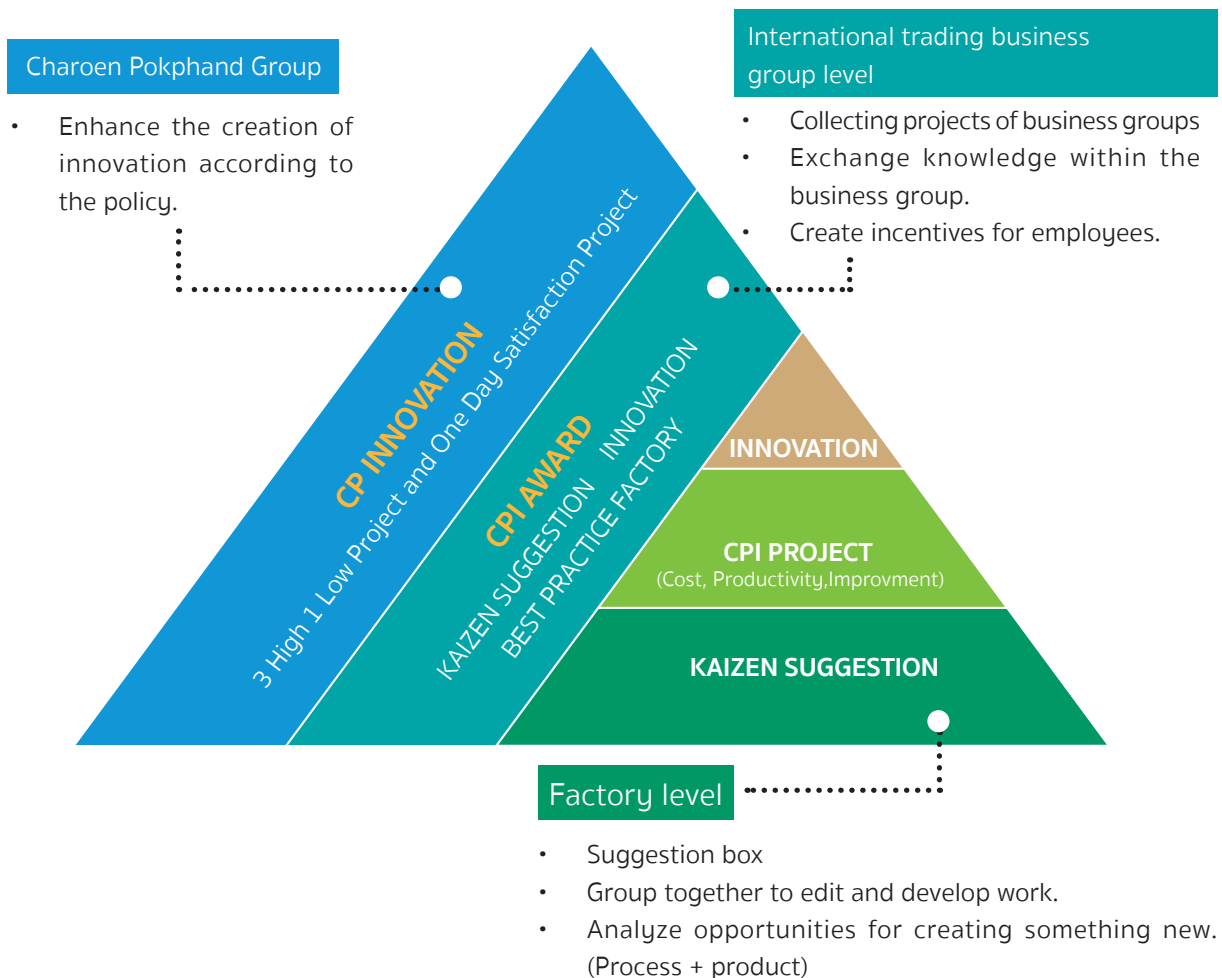 Charoen Pokphand Group
• Enhance the creation of
innovation according to
the policy.
International trading business
group level
• Collecting projects of business groups
• Exchange knowledge within the
business group.
• Create incentives for employees.
CP INNOVATION
3 High 1 Low Project and One Day Satisfaction Project
CPI AWARD
KAIZEN SUGGESTION INNOVATION
BEST PRACTICE FACTORY
INNOVATION
CPI PROJECT
(Cost, Productivity,Improvment)
KAIZEN SUGGESTION
Factory level
• Suggestion box
• Group together to edit and develop work.
• Analyze opportunities for creating something new.
(Process + product)